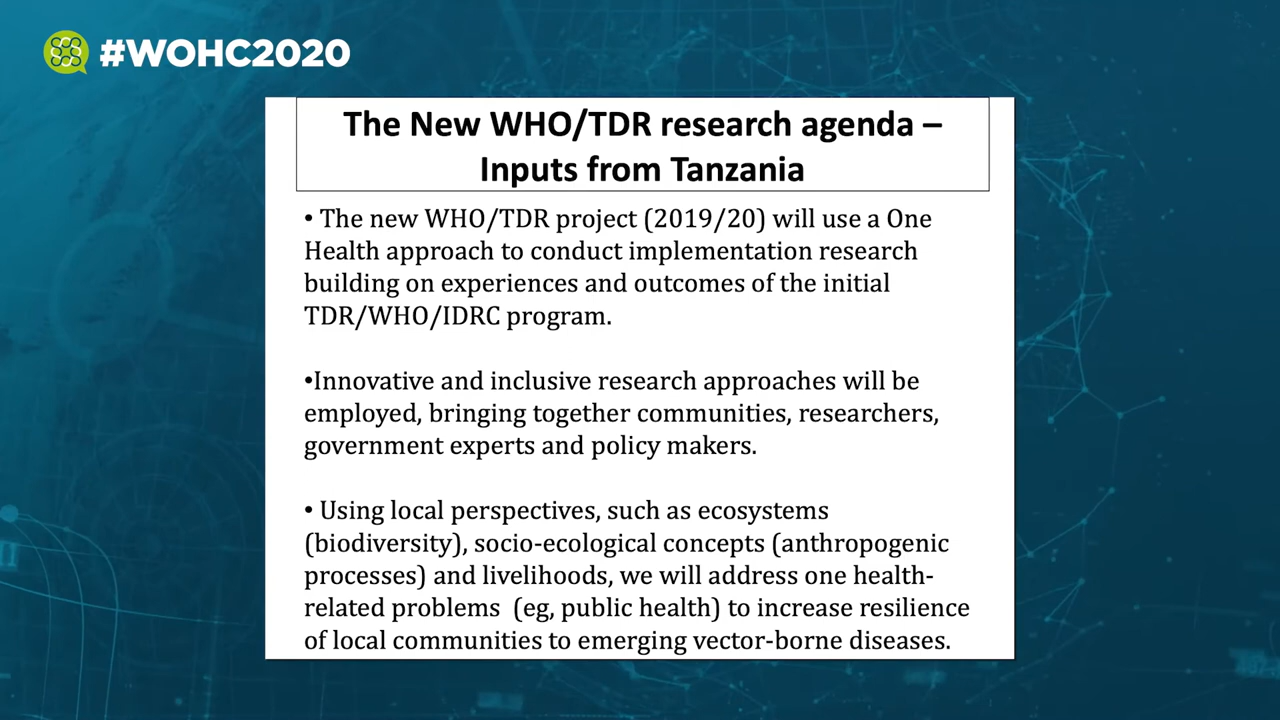 #WOHC2020
The New WHO/TDR research agenda –
Inputs from Tanzania
• The new WHO/TDR project (2019/20) will use a One
Health approach to conduct implementation research
building on experiences and outcomes of the initial
TDR/WHO/IDRC program.
•Innovative and inclusive research approaches will be
employed, bringing together communities, researchers,
government experts and policy makers.
• Using local perspectives, such as ecosystems
(biodiversity), socio-ecological concepts (anthropogenic
processes) and livelihoods, we will address one health-
related problems  (eg, public health) to increase resilience
of local communities to emerging vector-borne diseases.